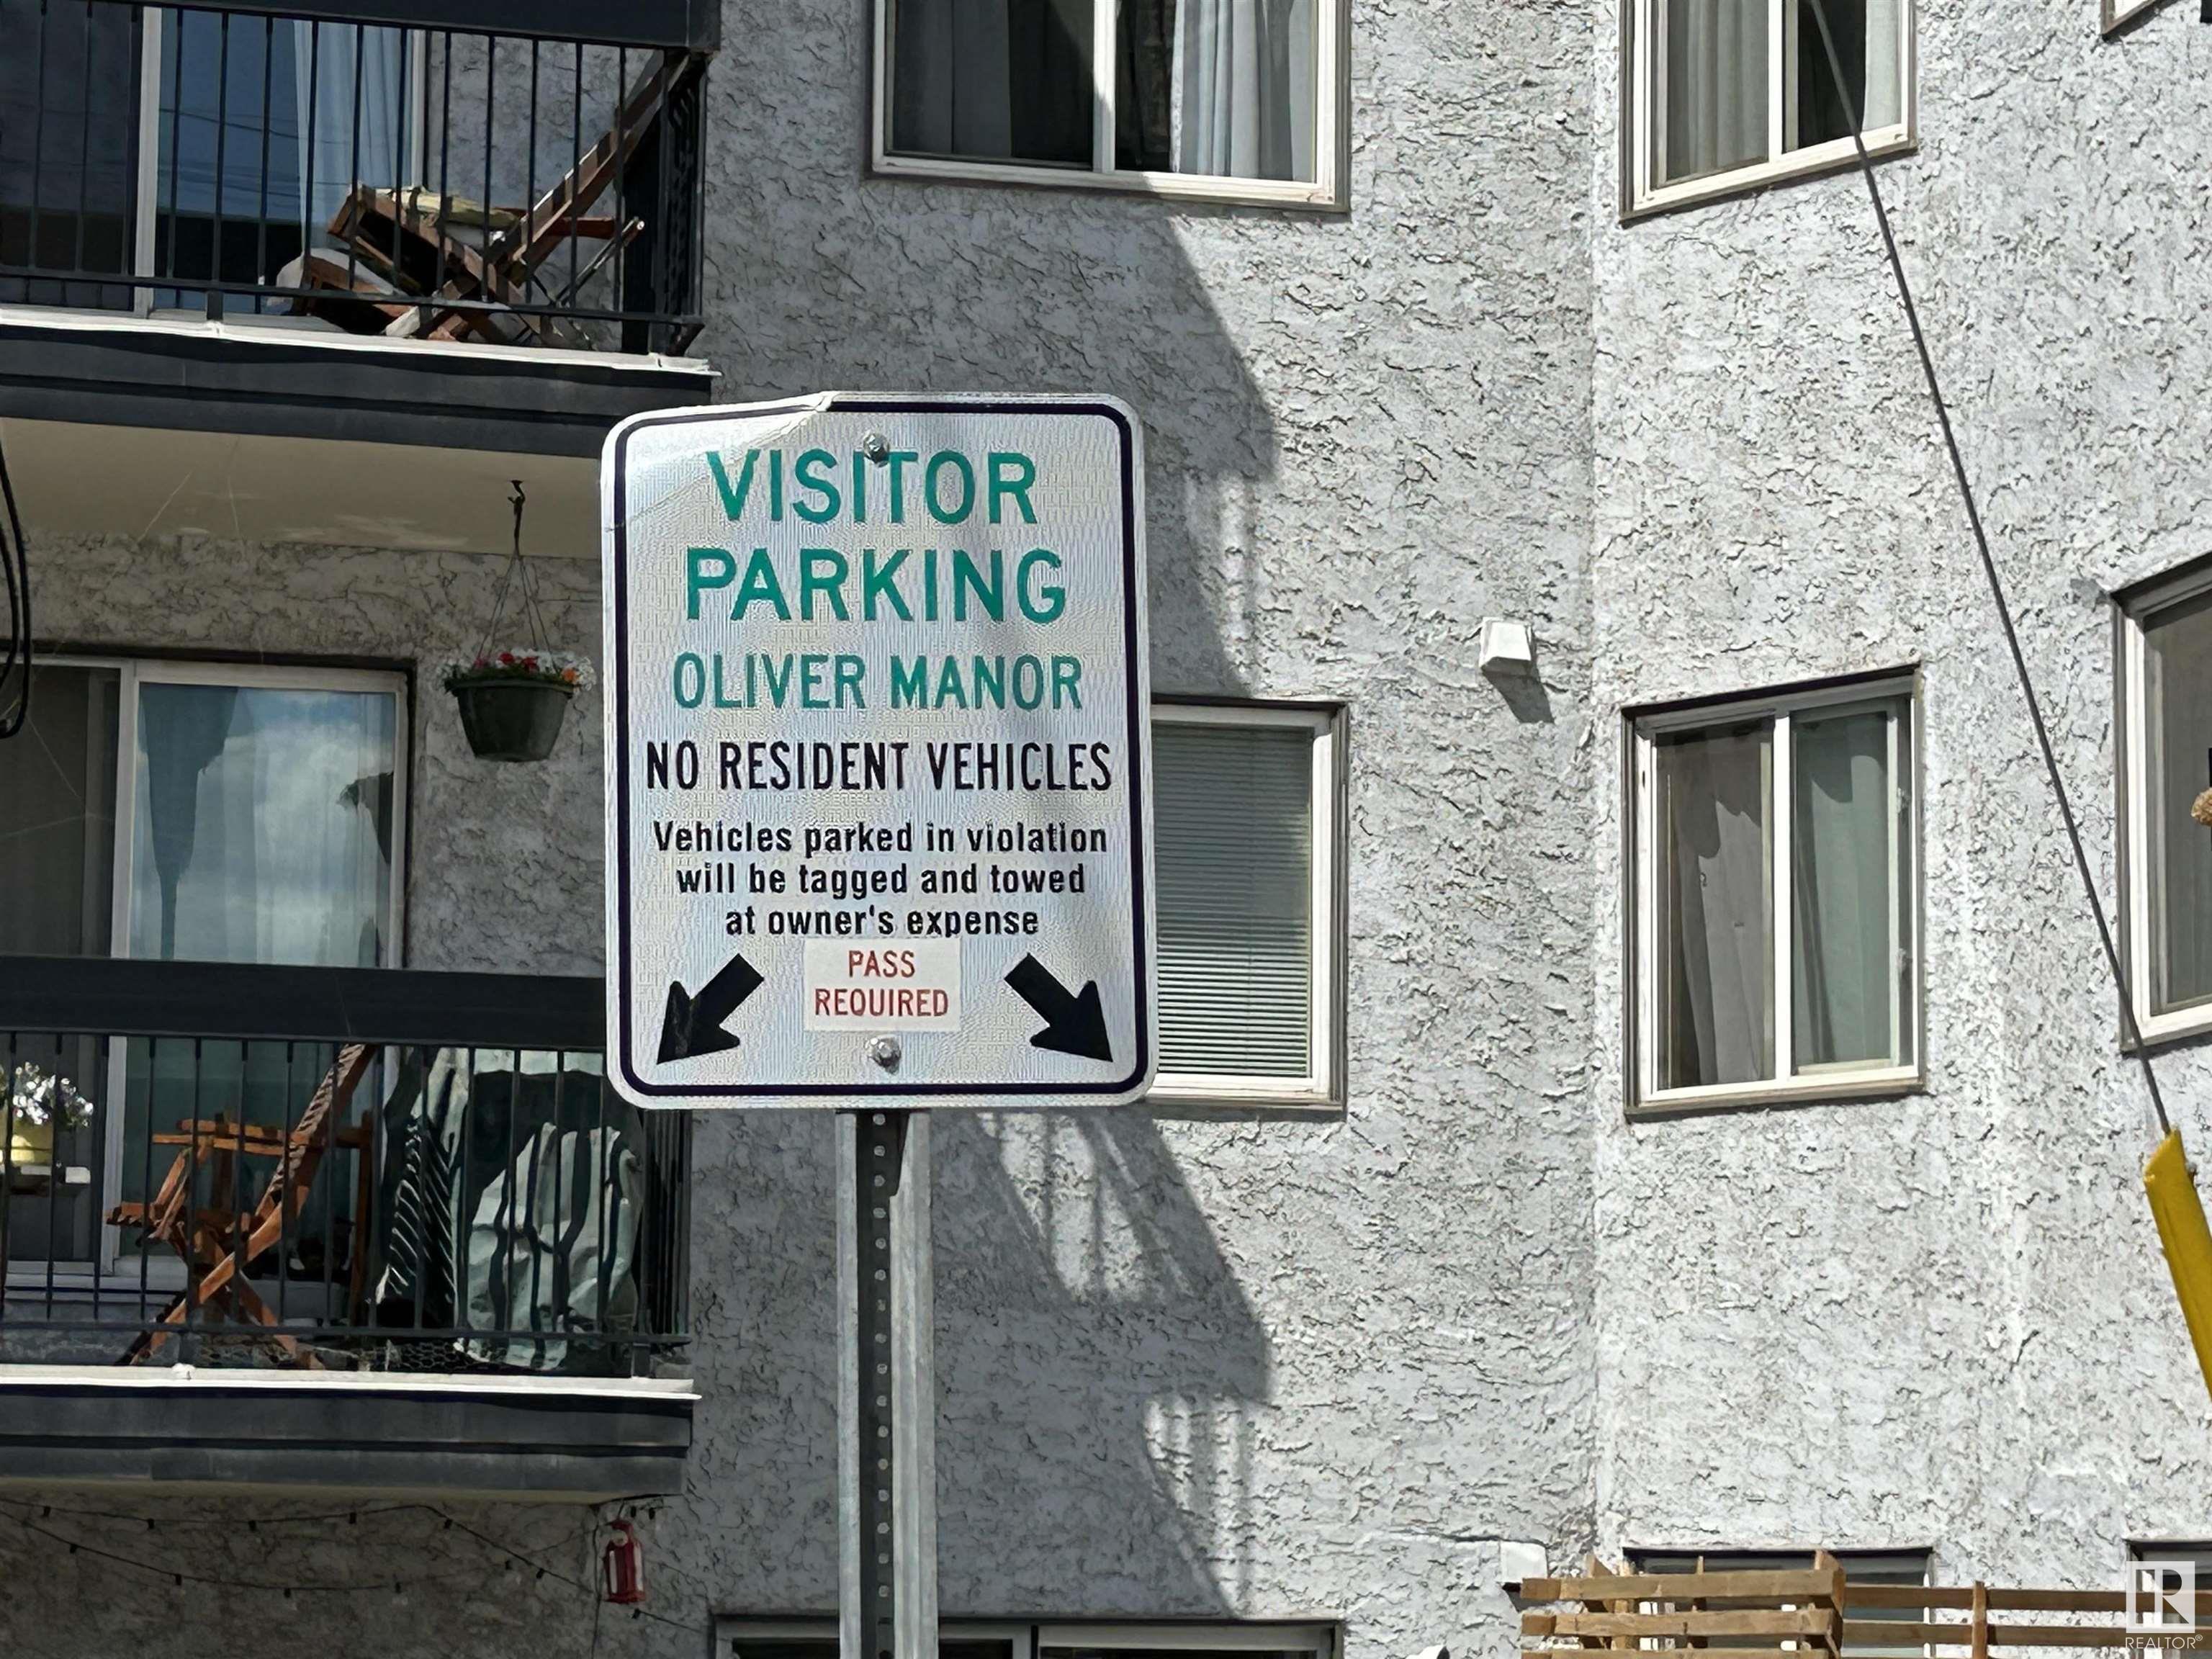 VISITOR
PARKING
OLIVER MANOR
NO RESIDENT VEHICLES
Vehicles parked in violation
will be tagged and towed
at owner's expense
PASS
REQUIRED
REALTOR®